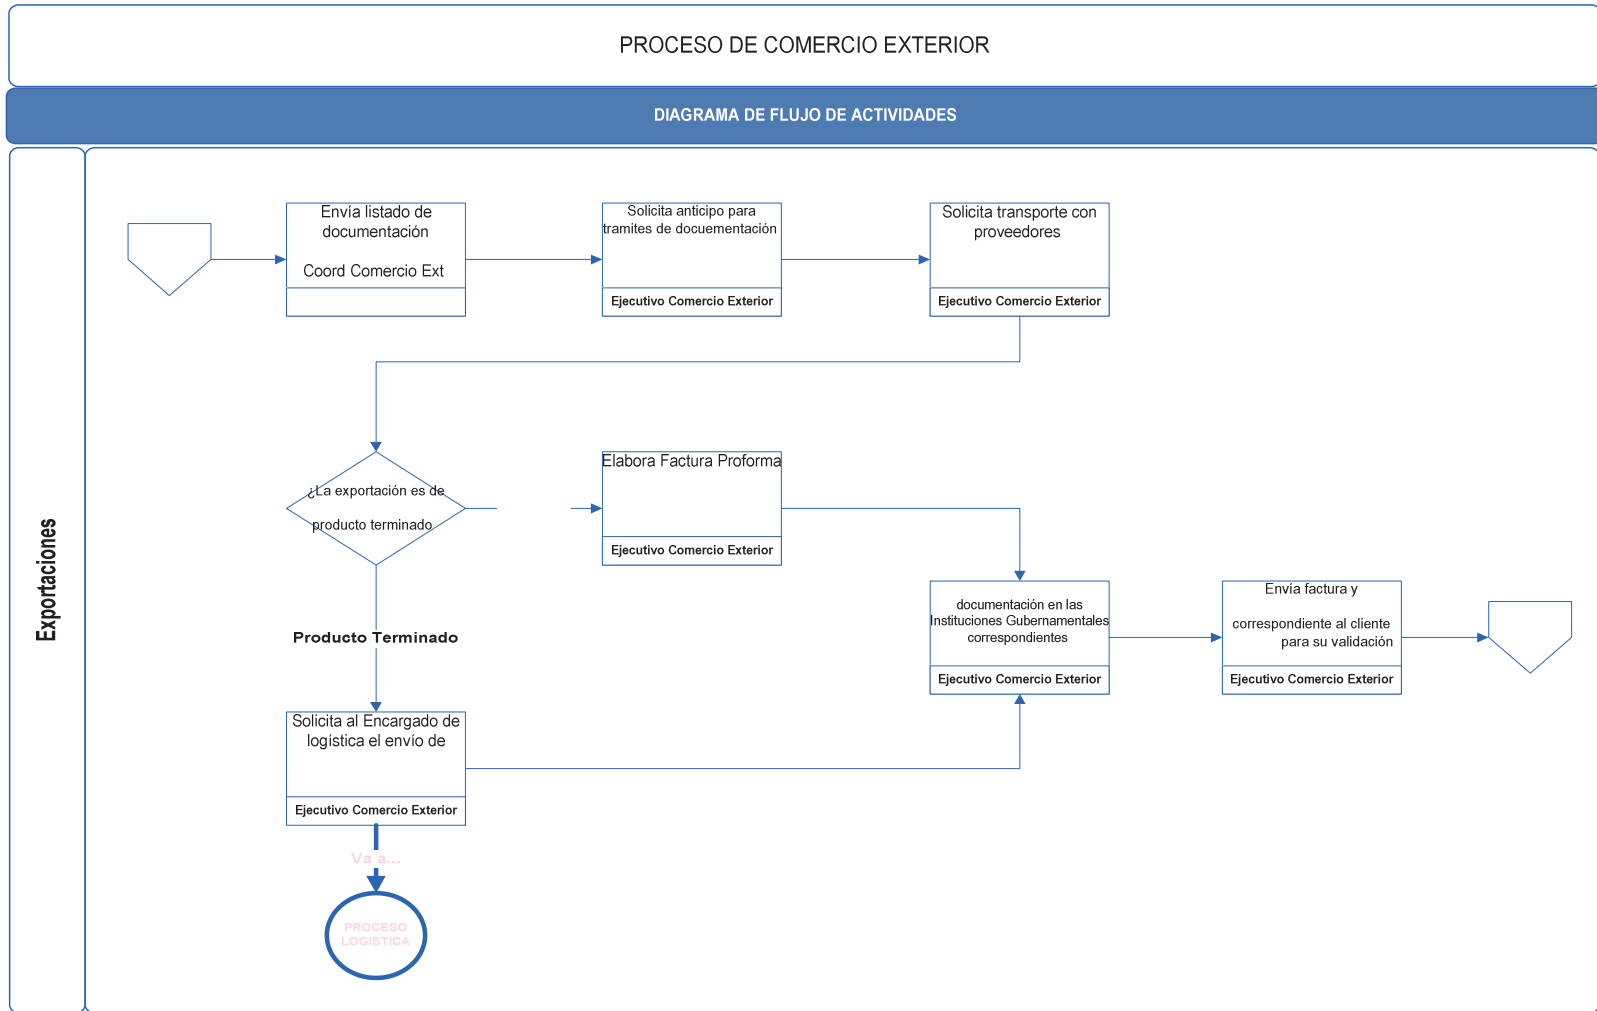 PROCESO DE COMERCIO EXTERIOR
DIAGRAMA DE FLUJO DE ACTIVIDADES
Exportaciones
Envía listado de
documentación
Coord Comercio Ext
Solicita anticipo para
tramites de docuementación
Ejecutivo Comercio Exterior
Solicita transporte con
proveedores
Ejecutivo Comercio Exterior
¿La exportación es de
producto terminado
Elabora Factura Proforma
Ejecutivo Comercio Exterior
documentación en las
Instituciones Gubernamentales
correspondientes
Ejecutivo Comercio Exterior
Envía factura y
correspondiente al cliente
para su validación
Ejecutivo Comercio Exterior
Producto Terminado
Solicita al Encargado de
logística el envío de
Ejecutivo Comercio Exterior
Va a...
PROCESO
LOGISTICA